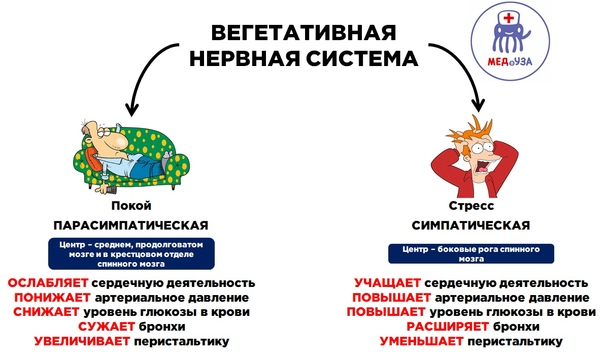 ВЕГЕТАТИВНАЯ
НЕРВНАЯ СИСТЕМА
МЕДвУЗА
Покой
ПАРАСИМПАТИЧЕСКАЯ
Центр – среднем, продолговатом
мозге и в крестцовом отделе
спинного мозга
ОСЛАБЛЯЕТ сердечную деятельность
ПОНИЖАЕТ артериальное давление
СНИЖАЕТ уровень глюкозы в крови
СУЖАЕТ бронхи
УВЕЛИЧИВАЕТ перистальтику
Стресс
СИМПАТИЧЕСКАЯ
Центр – боковые рога спинного
мозга
УЧАЩАЕТ сердечную деятельность
ПОВЫШАЕТ артериальное давление
ПОВЫШАЕТ уровень глюкозы в крови
РАСШИРЯЕТ бронхи
УМЕНЬШАЕТ перистальтику